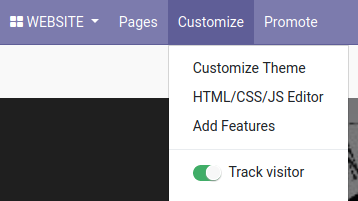 WEBSITE Pages Customize Promote
Customize Theme
HTML/CSS/JS Editor
Add Features
Track visitor